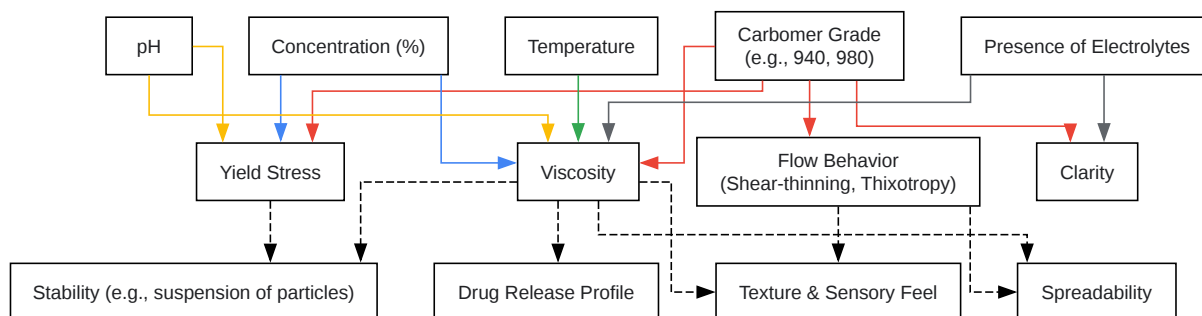 pH
Concentration (%)
Temperature
Carbomer Grade
(e.g., 940, 980)
Presence of Electrolytes
Yield Stress
Viscosity
Flow Behavior
(Shear-thinning, Thixotropy)
Clarity
Stability (e.g., suspension of particles)
Drug Release Profile
Texture & Sensory Feel
Spreadability